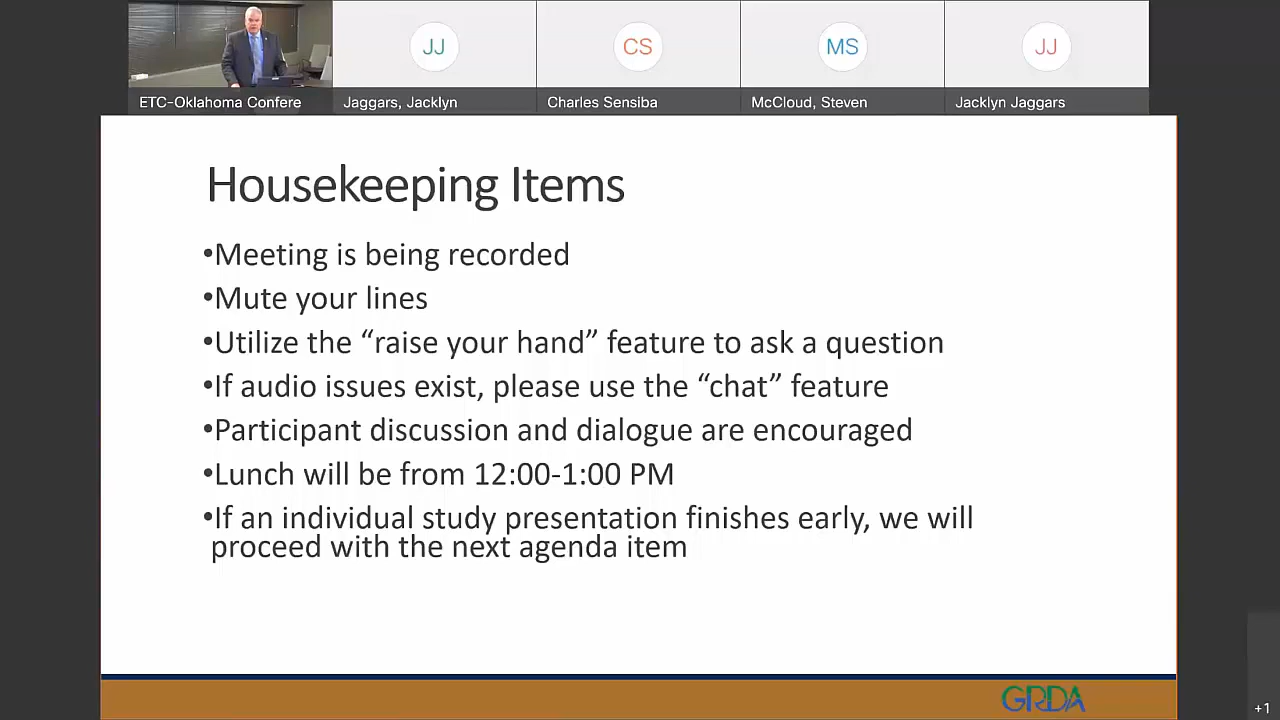 JJ
CS
MS
JJ
ETC-Oklahoma Confere
Jaggars, Jacklyn
Charles Sensiba
McCloud, Steven
Jacklyn Jaggars
Housekeeping Items
•Meeting is being recorded
•Mute your lines
•Utilize the “raise your hand” feature to ask a question
•If audio issues exist, please use the “chat” feature
•Participant discussion and dialogue are encouraged
•Lunch will be from 12:00-1:00 PM
•If an individual study presentation finishes early, we will
proceed with the next agenda item
GRDA
+1